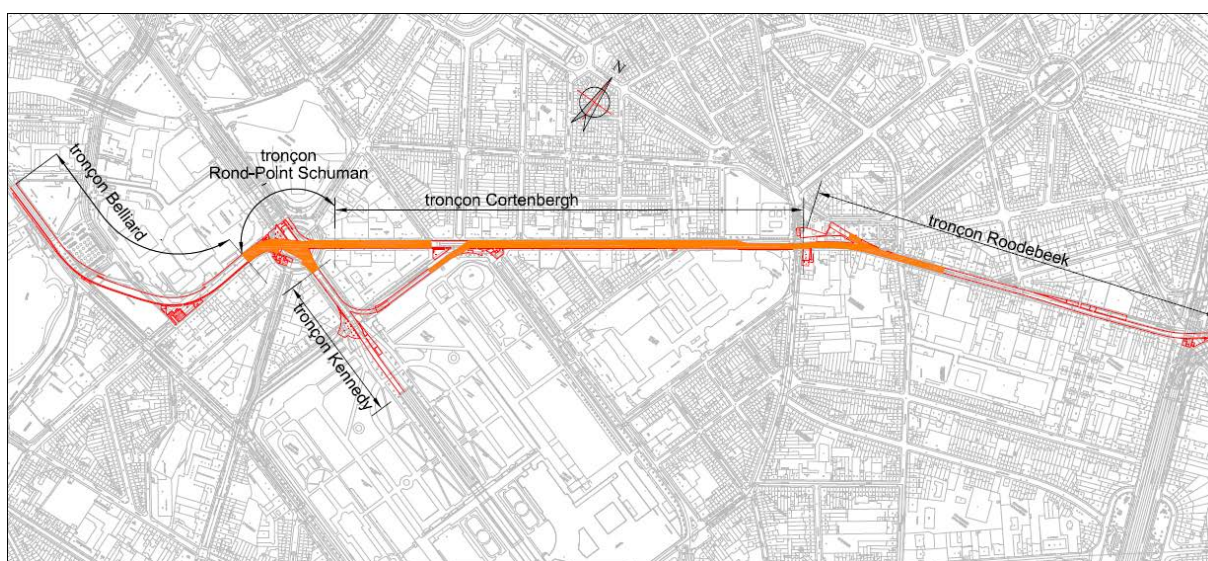 N
tronçon
Rond-Point Schuman
tronçon Belliard
tronçon Cortenbergh
tronçon Roodebeek
tronçon Kennedy